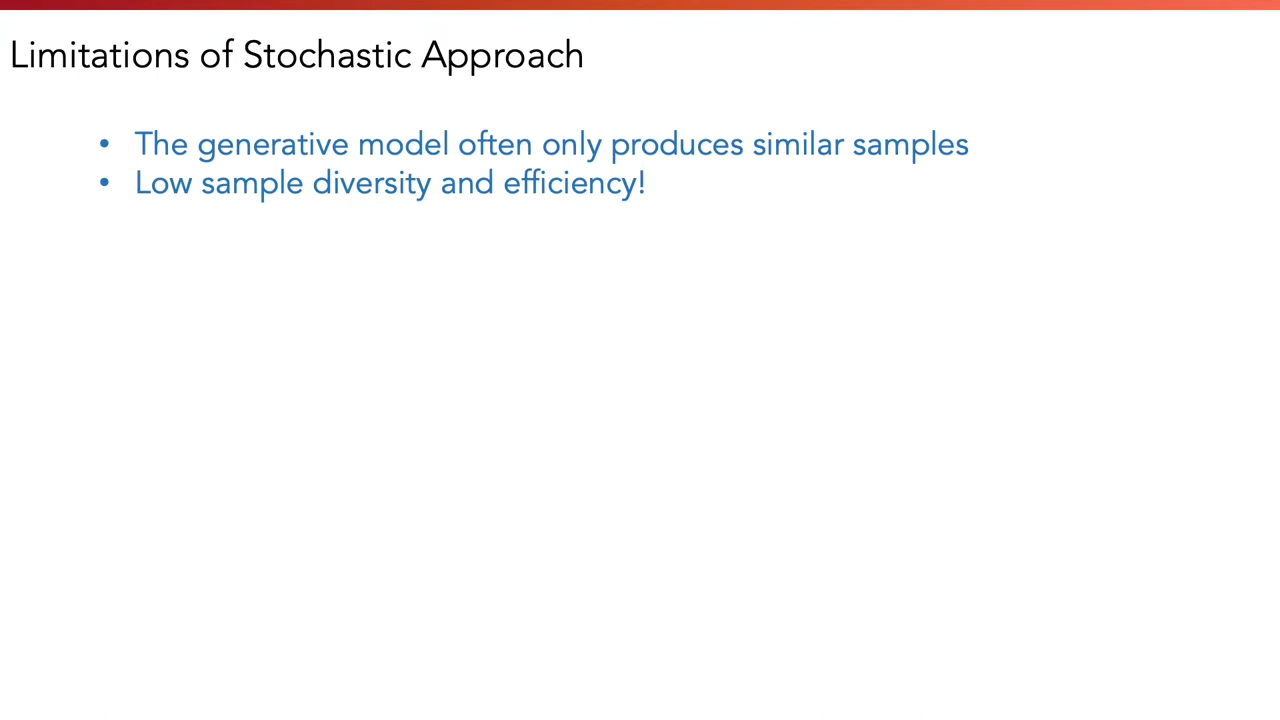 Limitations of Stochastic Approach
• The generative model often only produces similar samples
• Low sample diversity and efficiency!